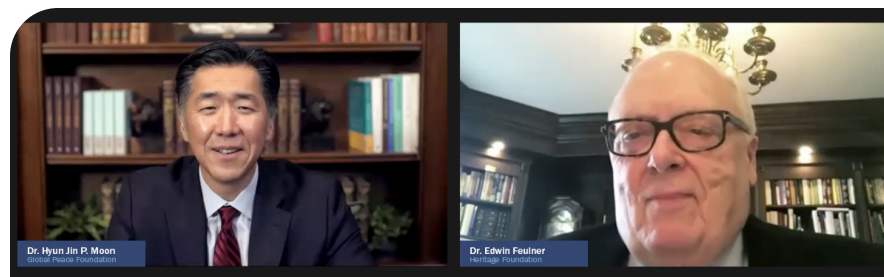 Dr. Hyun Jin P. Moon
Global Peace Foundation
Dr. Edwin Feulner
Heritage Foundation